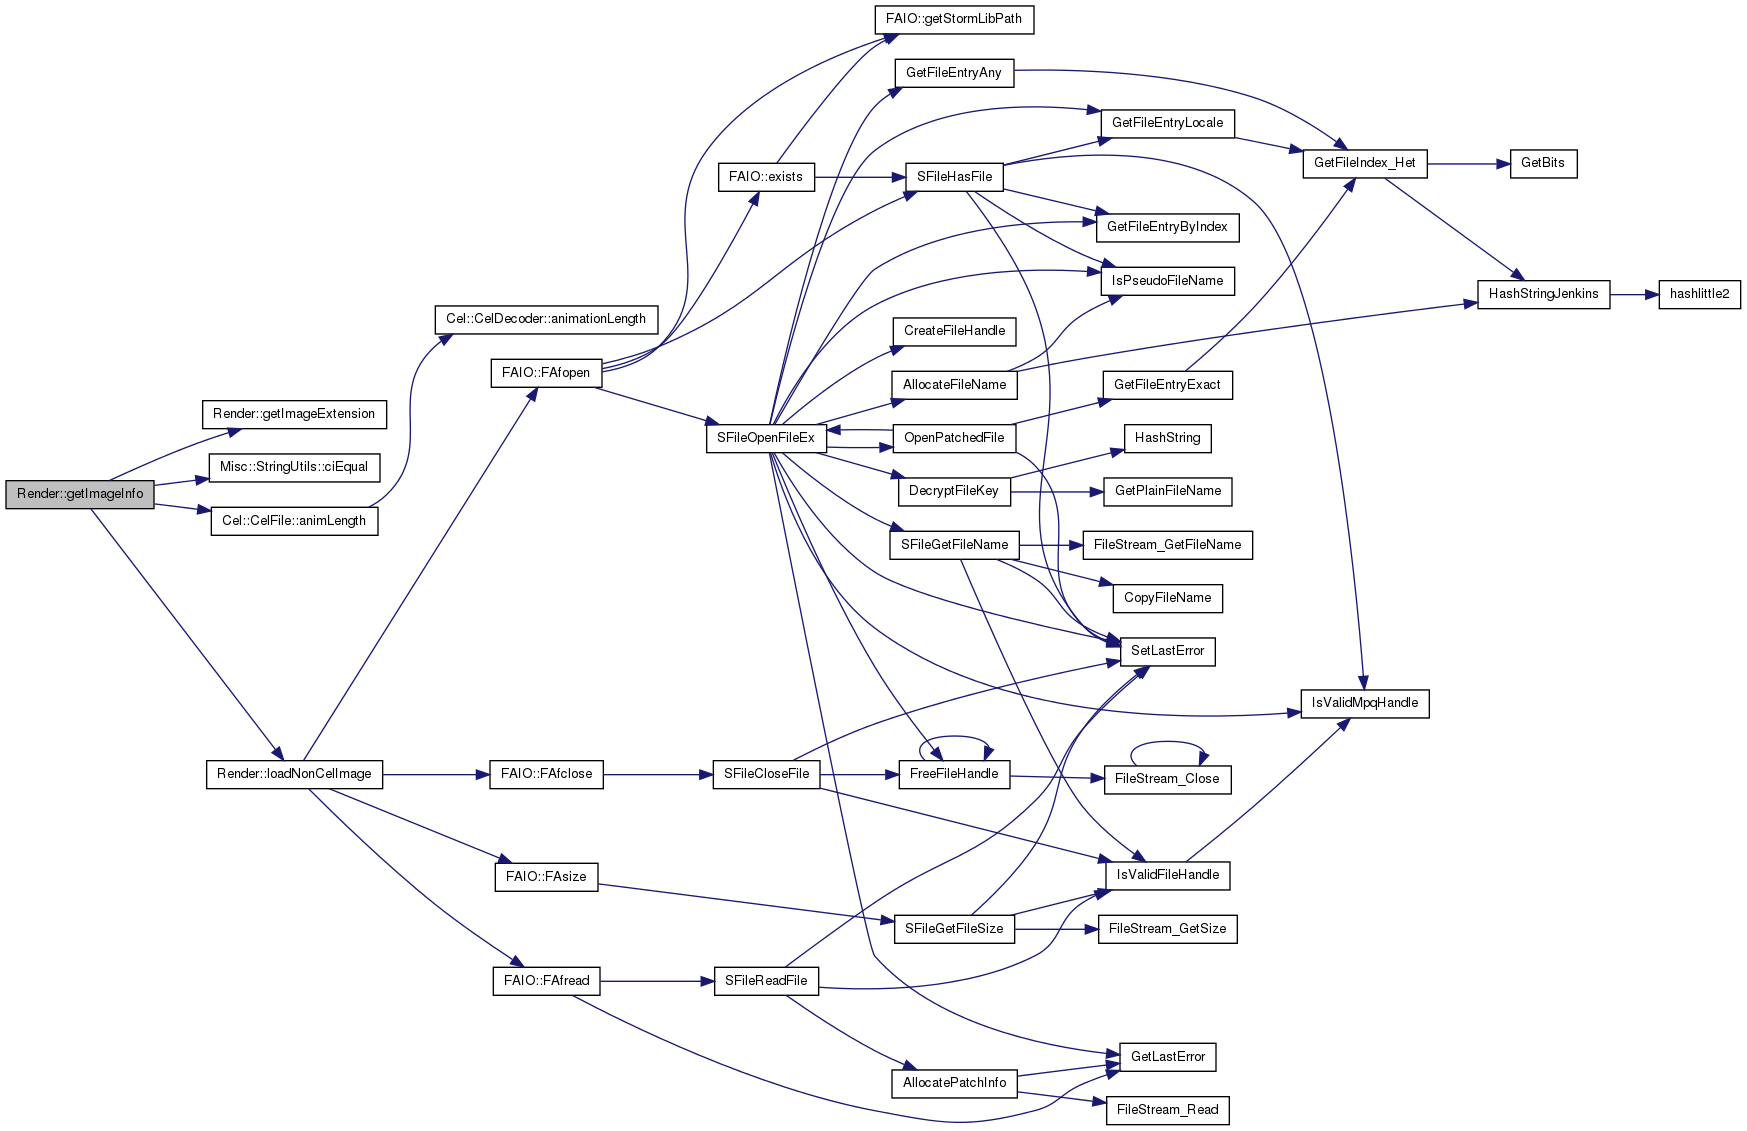 FAIO::getStormLibPath
GetFileEntryAny
GetFileEntryLocale
GetFileIndex_Het
GetBits
FAIO::exists
SFileHasFile
GetFileEntryByIndex
IsPseudoFileName
HashStringJenkins
hashlittle2
Cel::CelDecoder::animationLength
CreateFileHandle
FAIO::FAfopen
AllocateFileName
GetFileEntryExact
Render::getImageExtension
SFileOpenFileEx
OpenPatchedFile
HashString
Misc::StringUtils::ciEqual
Render::getImageInfo
DecryptFileKey
GetPlainFileName
Cel::CelFile::animLength
SFileGetFileName
FileStream_GetFileName
CopyFileName
SetLastError
IsValidMpqHandle
Render::loadNonCelImage
FAIO::FAfclose
SFileCloseFile
FreeFileHandle
FileStream_Close
FAIO::FAsize
IsValidFileHandle
SFileGetFileSize
FileStream_GetSize
FAIO::FAfread
SFileReadFile
GetLastError
AllocatePatchInfo
FileStream_Read